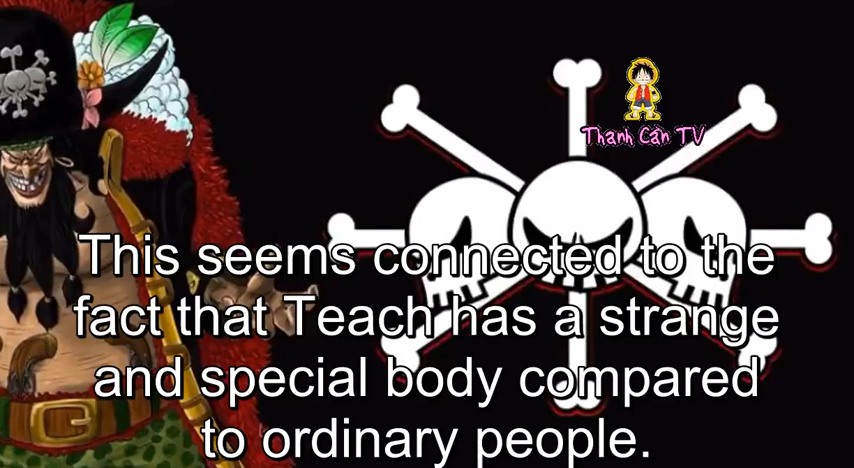 Thanh Cân TV
This seems connected to the
fact that Teach has a strange
and special body compared
to ordinary people.